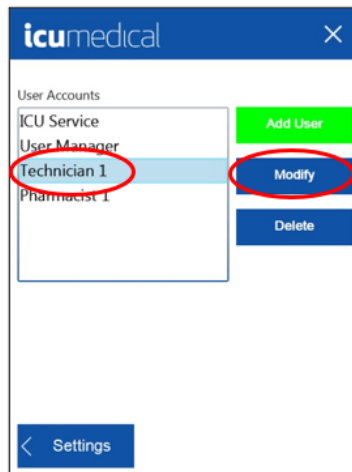 icumedical
User Accounts
ICU Service
User Manager
Technician 1
Pharmacist 1
Add User
Modify
Delete
Settings